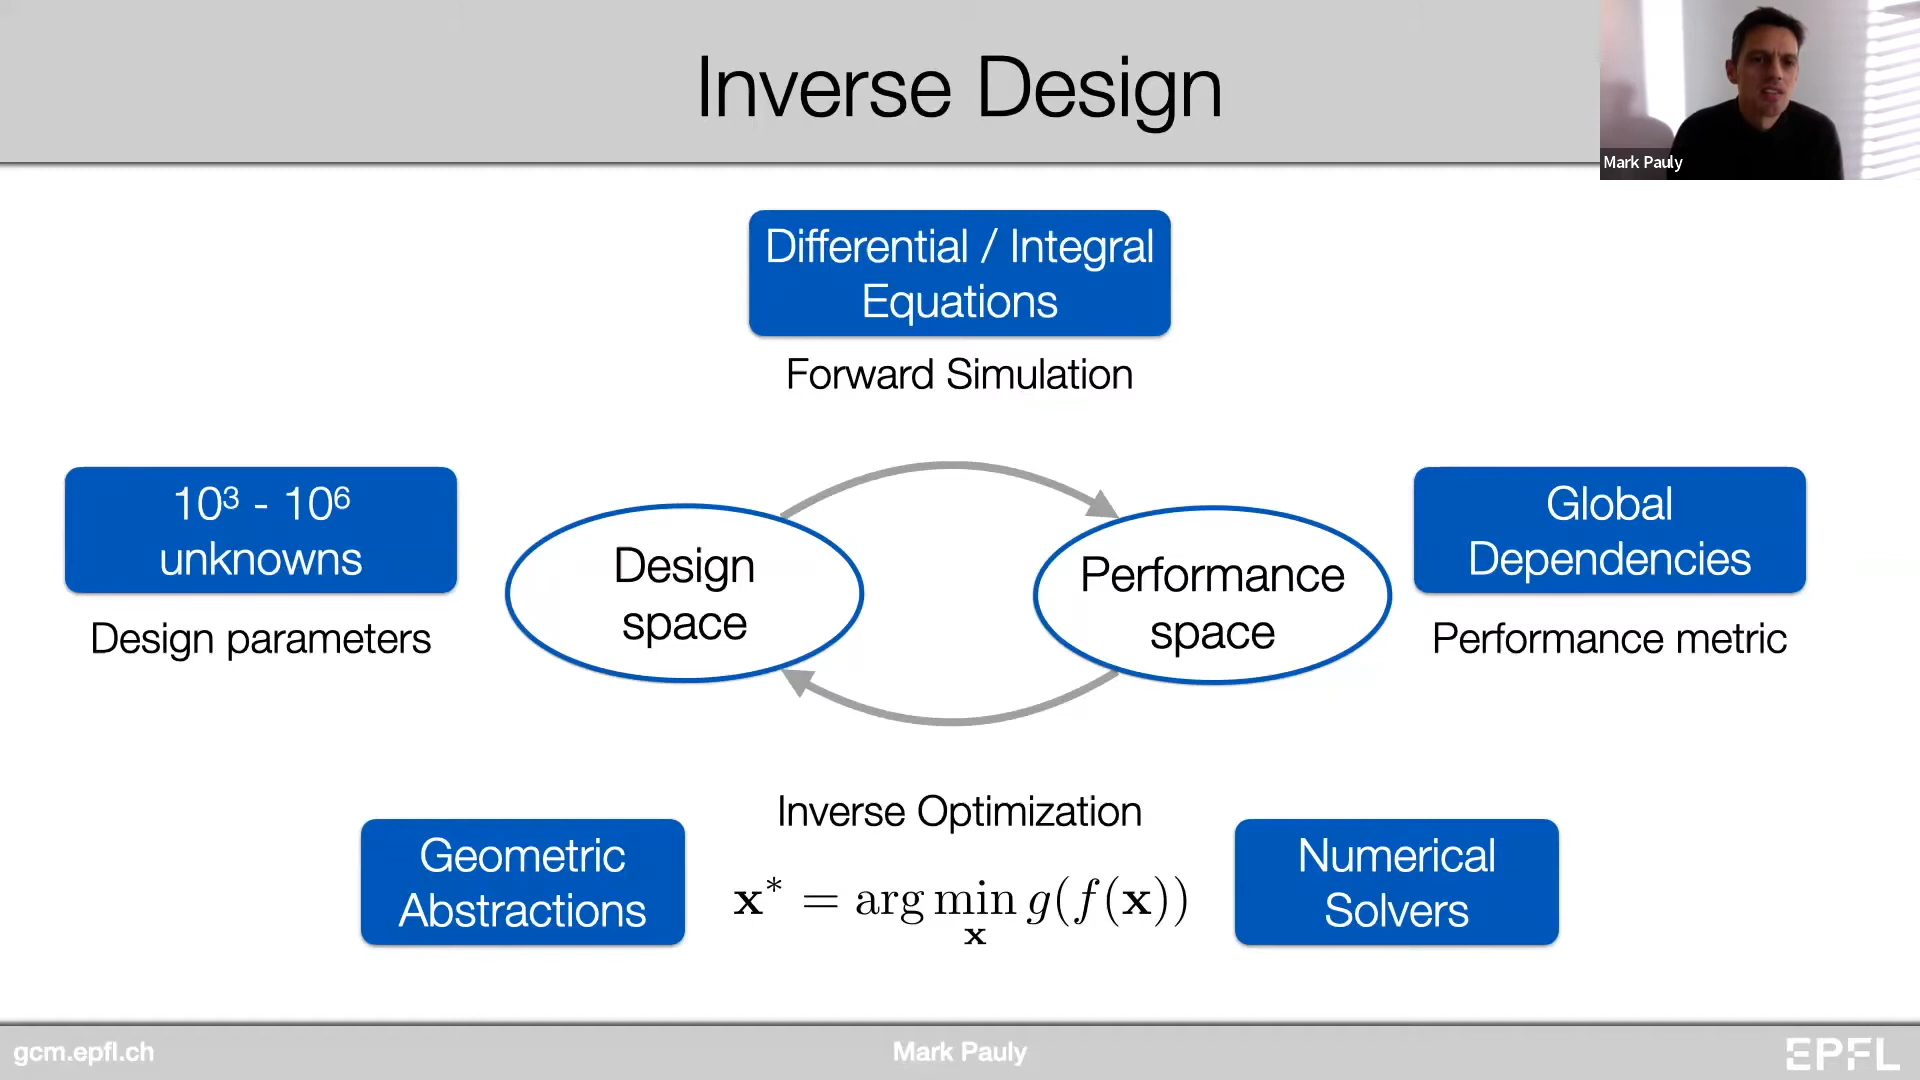 Inverse Design
Mark Pauly
Differential / Integral
Equations
Forward Simulation
10³ - 10⁶
unknowns
Design parameters
Design
space
Performance
space
Global
Dependencies
Performance metric
Inverse Optimization
Geometric
Abstractions
𝐱* = arg min g(f(𝐱))
𝐱
Numerical
Solvers
gcm.epfl.ch
Mark Pauly
EPFL